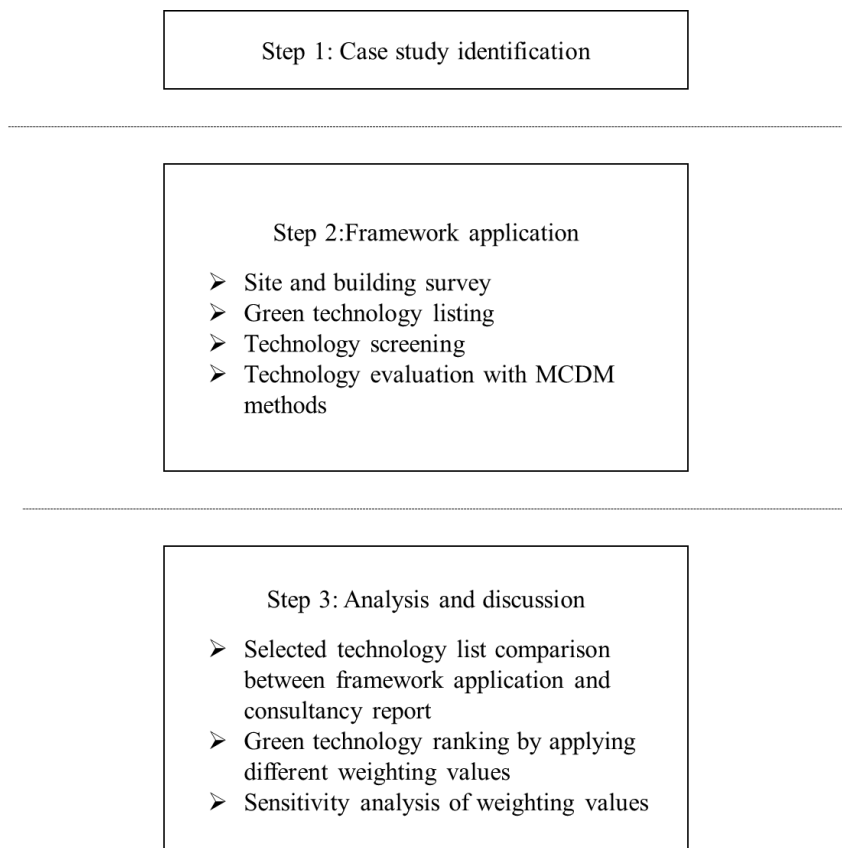 Step 1: Case study identification
Step 2:Framework application
➢ Site and building survey
➢ Green technology listing
➢ Technology screening
➢ Technology evaluation with MCDM
methods
Step 3: Analysis and discussion
➢ Selected technology list comparison
between framework application and
consultancy report
➢ Green technology ranking by applying
different weighting values
➢ Sensitivity analysis of weighting values